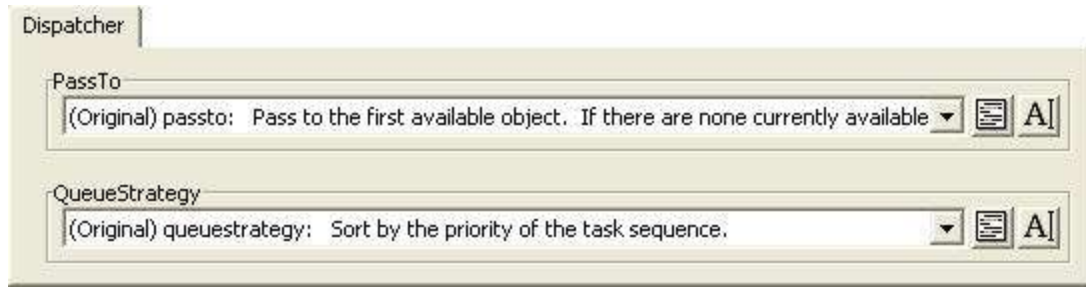 Dispatcher
PassTo
(Original) passto: Pass to the first available object. If there are none currently available
A
QueueStrategy
(Original) queuestrategy: Sort by the priority of the task sequence.
A